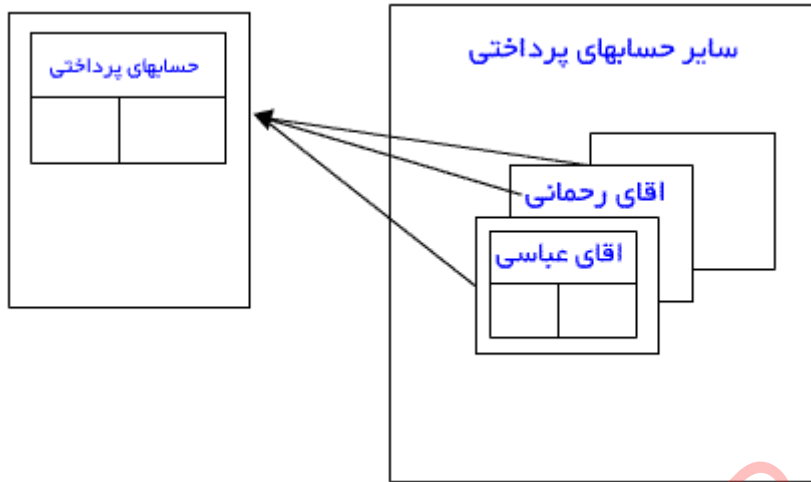 سایر حسابهای پرداختی
حسابهای پرداختی
اقای رحمانی
اقای عباسی